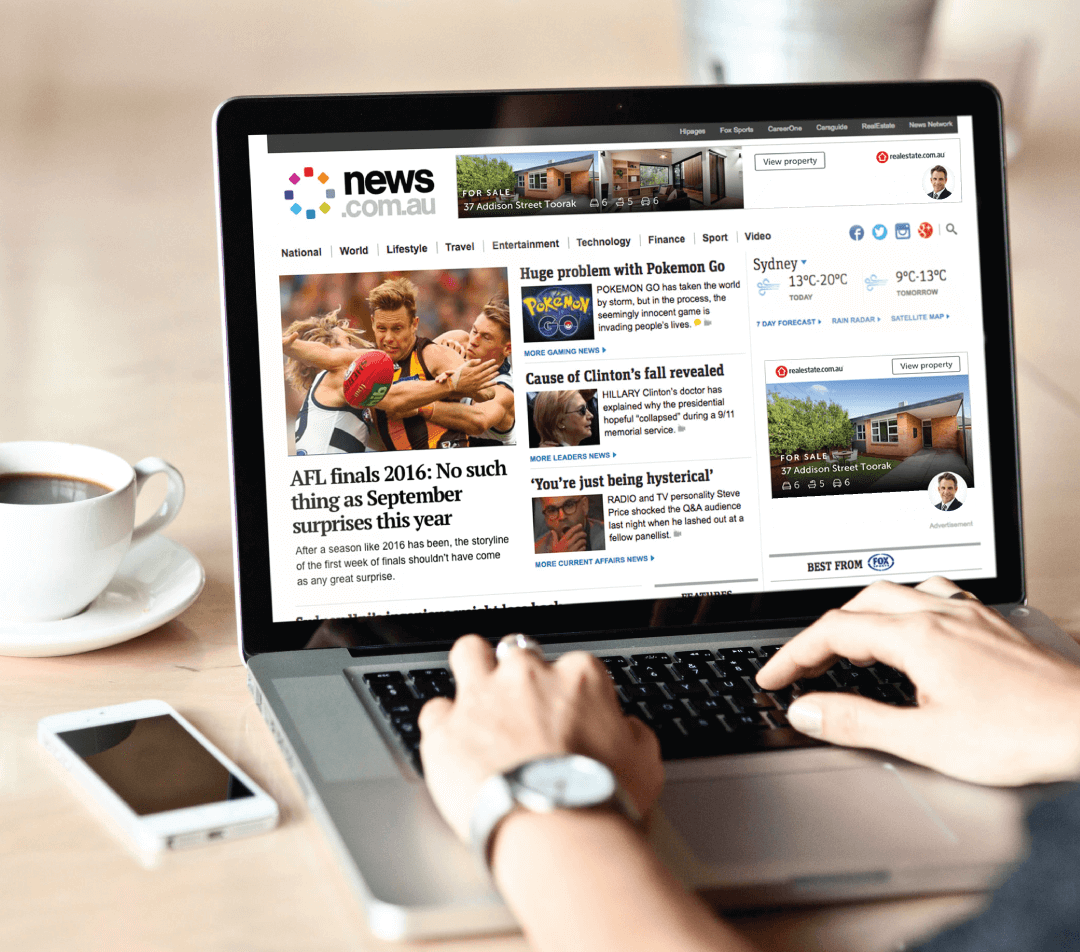 Hipages Fox Sports CareerOne Carsguide RealEstate News Network
news
.com.au
FOR SALE
37 Addison Street Toorak 6 5 6
View property
realestate.com.au
National World Lifestyle Travel Entertainment Technology Finance Sport Video
AFL finals 2016: No such
thing as September
surprises this year
After a season like 2016 has been, the storyline
of the first week of finals shouldn't have come
as any great surprise.
Huge problem with Pokemon Go
POKÉMON
GO
POKEMON GO has taken the world
by storm, but in the process, the
seemingly innocent game is
invading people's lives.
MORE GAMING NEWS
Cause of Clinton's fall revealed
HILLARY Clinton's doctor has
explained why the presidential
hopeful "collapsed" during a 9/11
memorial service.
MORE LEADERS NEWS
'You're just being hysterical'
RADIO and TV personality Steve
Price shocked the Q&A audience
last night when he lashed out at a
fellow panellist.
MORE CURRENT AFFAIRS NEWS
FEATURES
Sydney
13°C-20°C
TODAY
9°C-13°C
TOMORROW
7 DAY FORECAST RAIN RADAR SATELLITE MAP
realestate.com.au
View property
FOR SALE
37 Addison Street Toorak
6 5 6
Advertisement
BEST FROM FOX
SPORTS